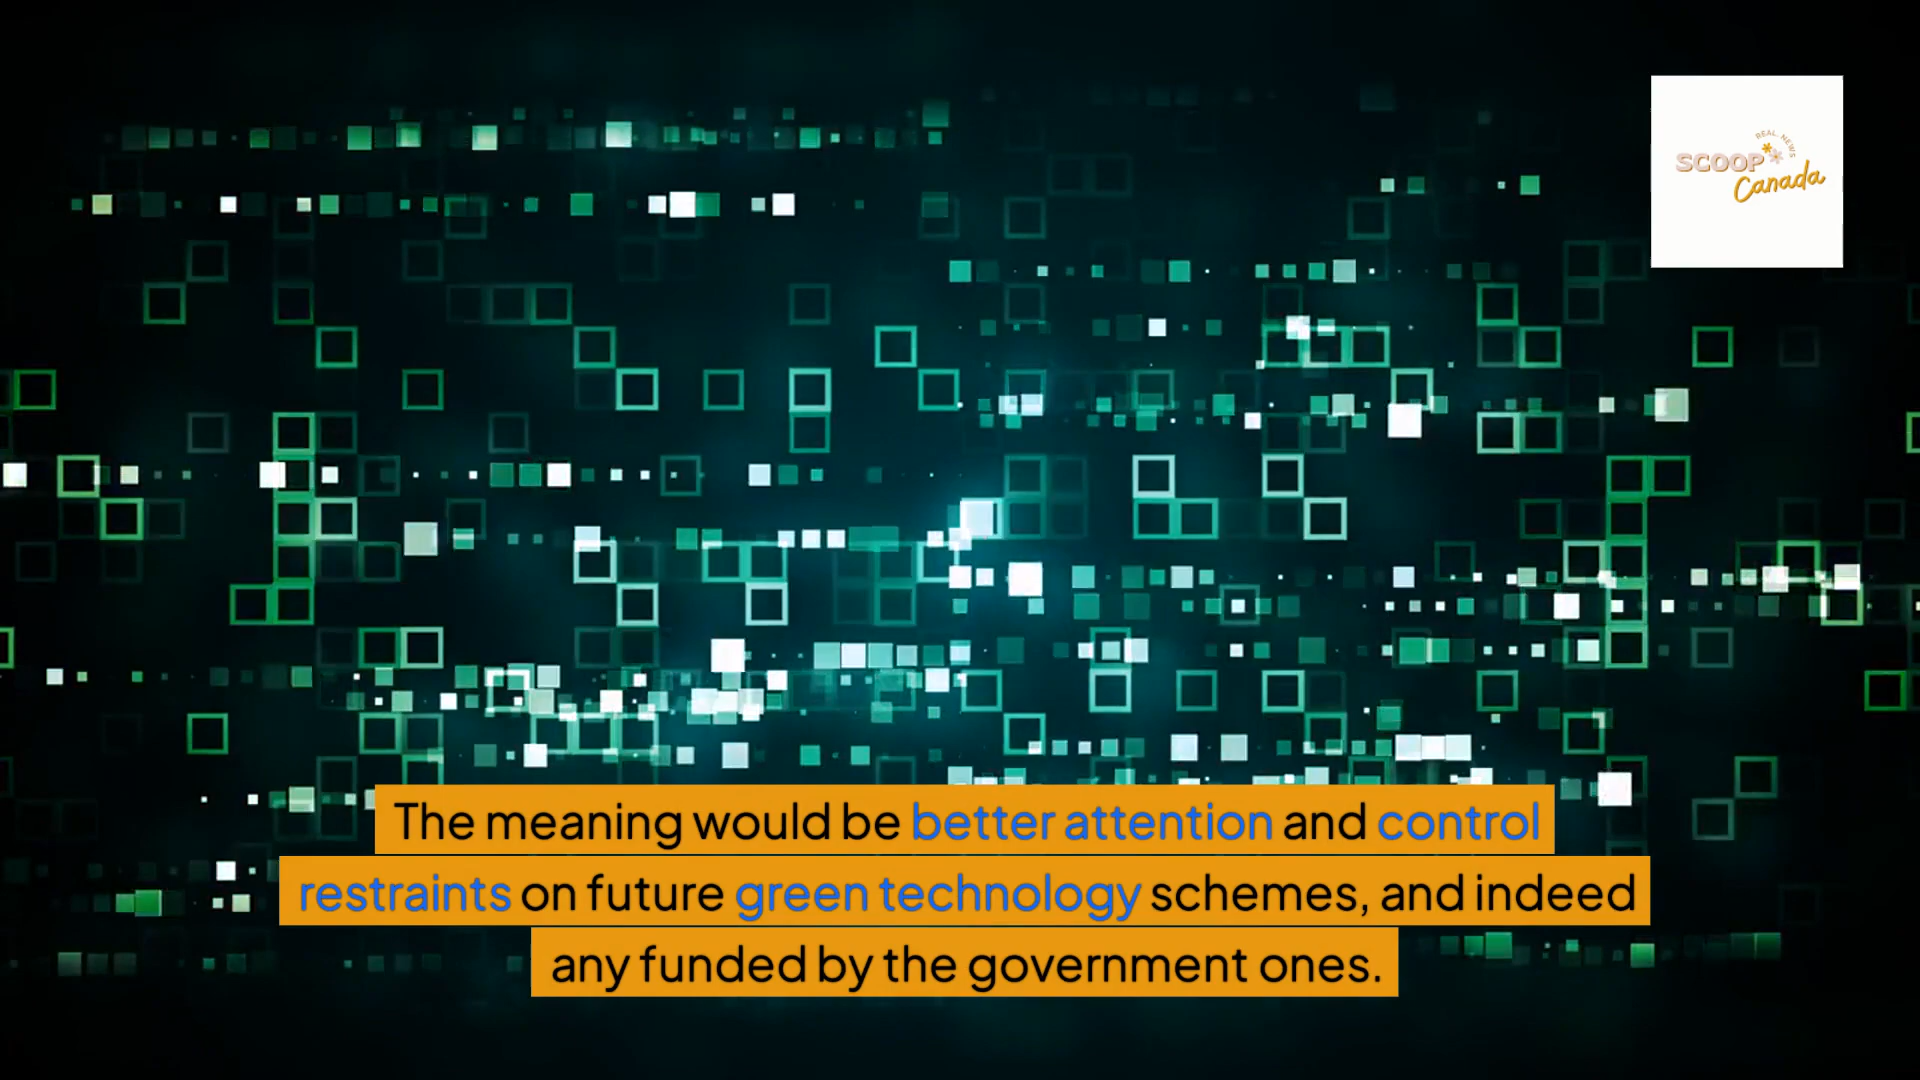 REAL NEWS
SCOOP
Canada
The meaning would be better attention and control
restraints on future green technology schemes, and indeed
any funded by the government ones.